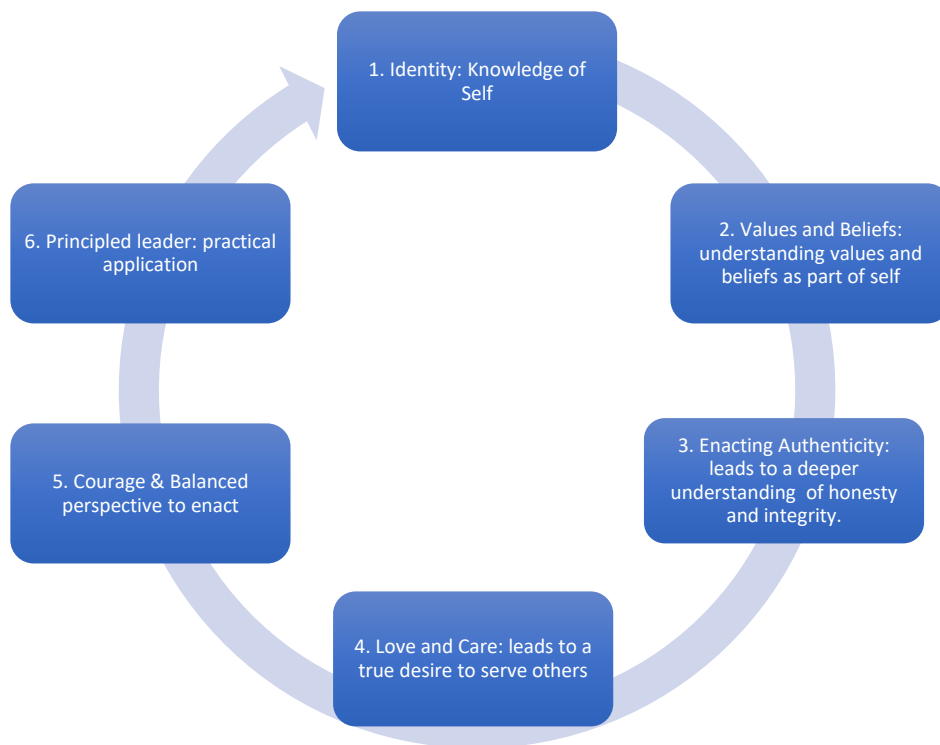 1. Identity: Knowledge of
Self
2. Values and Beliefs:
understanding values and
beliefs as part of self
3. Enacting Authenticity:
leads to a deeper
understanding  of honesty
and integrity.
4. Love and Care: leads to a
true desire to serve others
5. Courage & Balanced
perspective to enact
6. Principled leader: practical
application